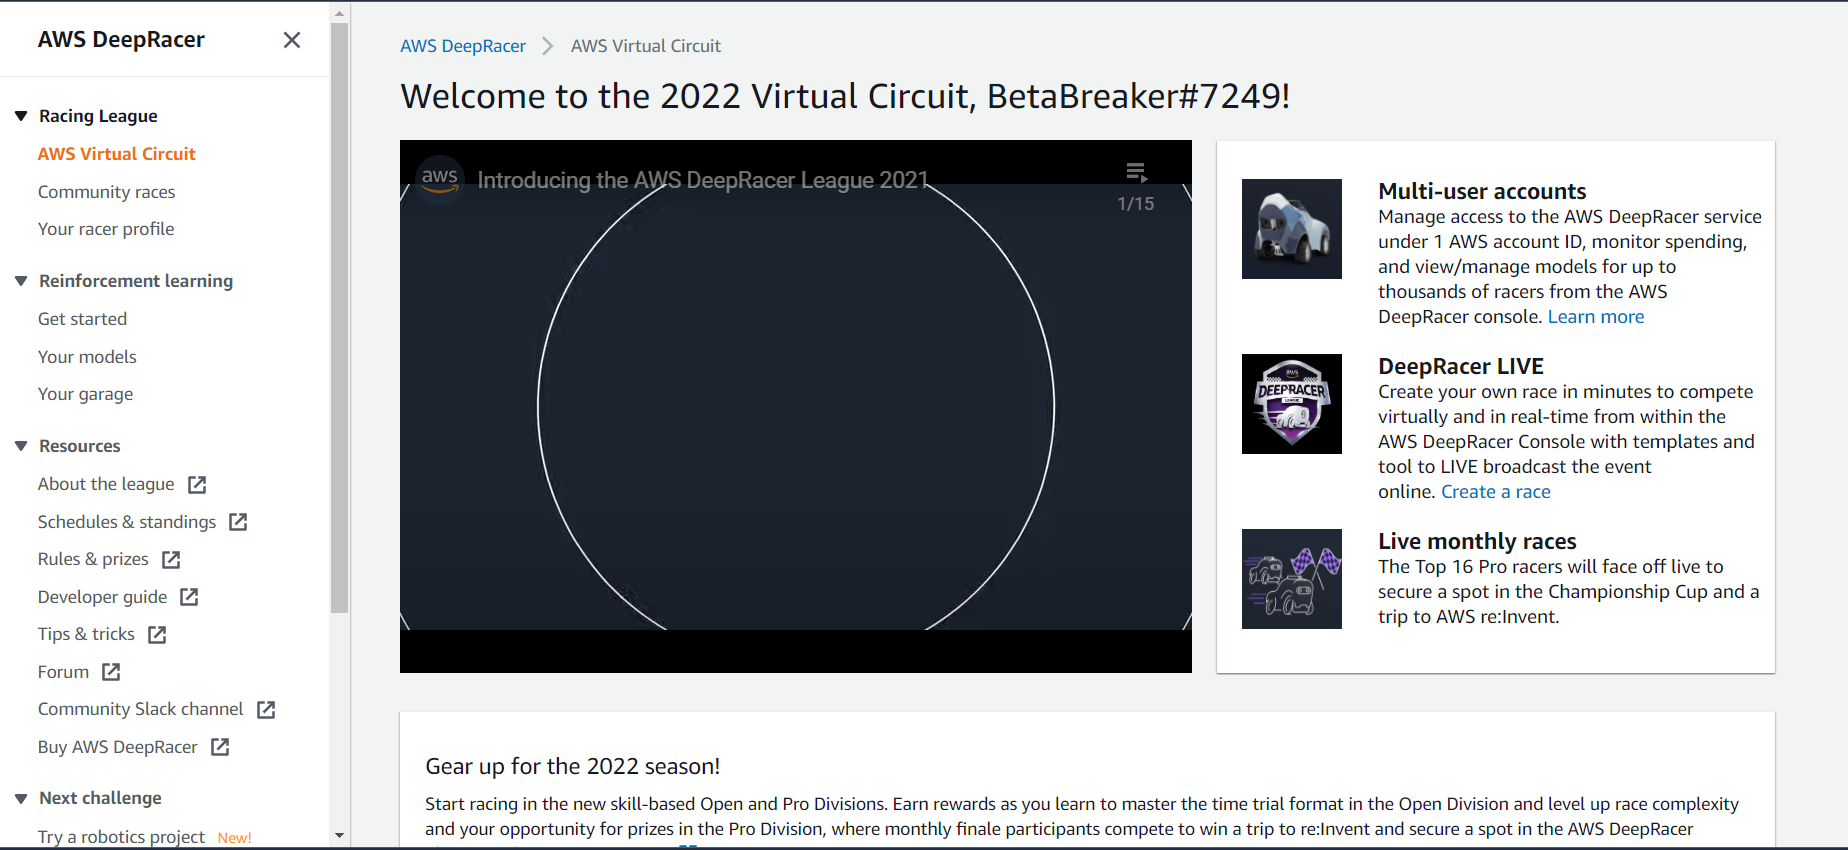 AWS DeepRacer
Racing League
AWS Virtual Circuit
Community races
Your racer profile
Reinforcement learning
Get started
Your models
Your garage
Resources
About the league
Schedules & standings
Rules & prizes
Developer guide
Tips & tricks
Forum
Community Slack channel
Buy AWS DeepRacer
Next challenge
Try a robotics project New!
AWS DeepRacer > AWS Virtual Circuit
Welcome to the 2022 Virtual Circuit, BetaBreaker#7249!
aws
Introducing the AWS DeepRacer League 2021
1/15
Multi-user accounts
Manage access to the AWS DeepRacer service
under 1 AWS account ID, monitor spending,
and view/manage models for up to
thousands of racers from the AWS
DeepRacer console. Learn more
aws
DEEPRACER
LEAGUE
DeepRacer LIVE
Create your own race in minutes to compete
virtually and in real-time from within the
AWS DeepRacer Console with templates and
tool to LIVE broadcast the event
online. Create a race
Live monthly races
The Top 16 Pro racers will face off live to
secure a spot in the Championship Cup and a
trip to AWS re:Invent.
Gear up for the 2022 season!
Start racing in the new skill-based Open and Pro Divisions. Earn rewards as you learn to master the time trial format in the Open Division and level up race complexity
and your opportunity for prizes in the Pro Division, where monthly finale participants compete to win a trip to re:Invent and secure a spot in the AWS DeepRacer